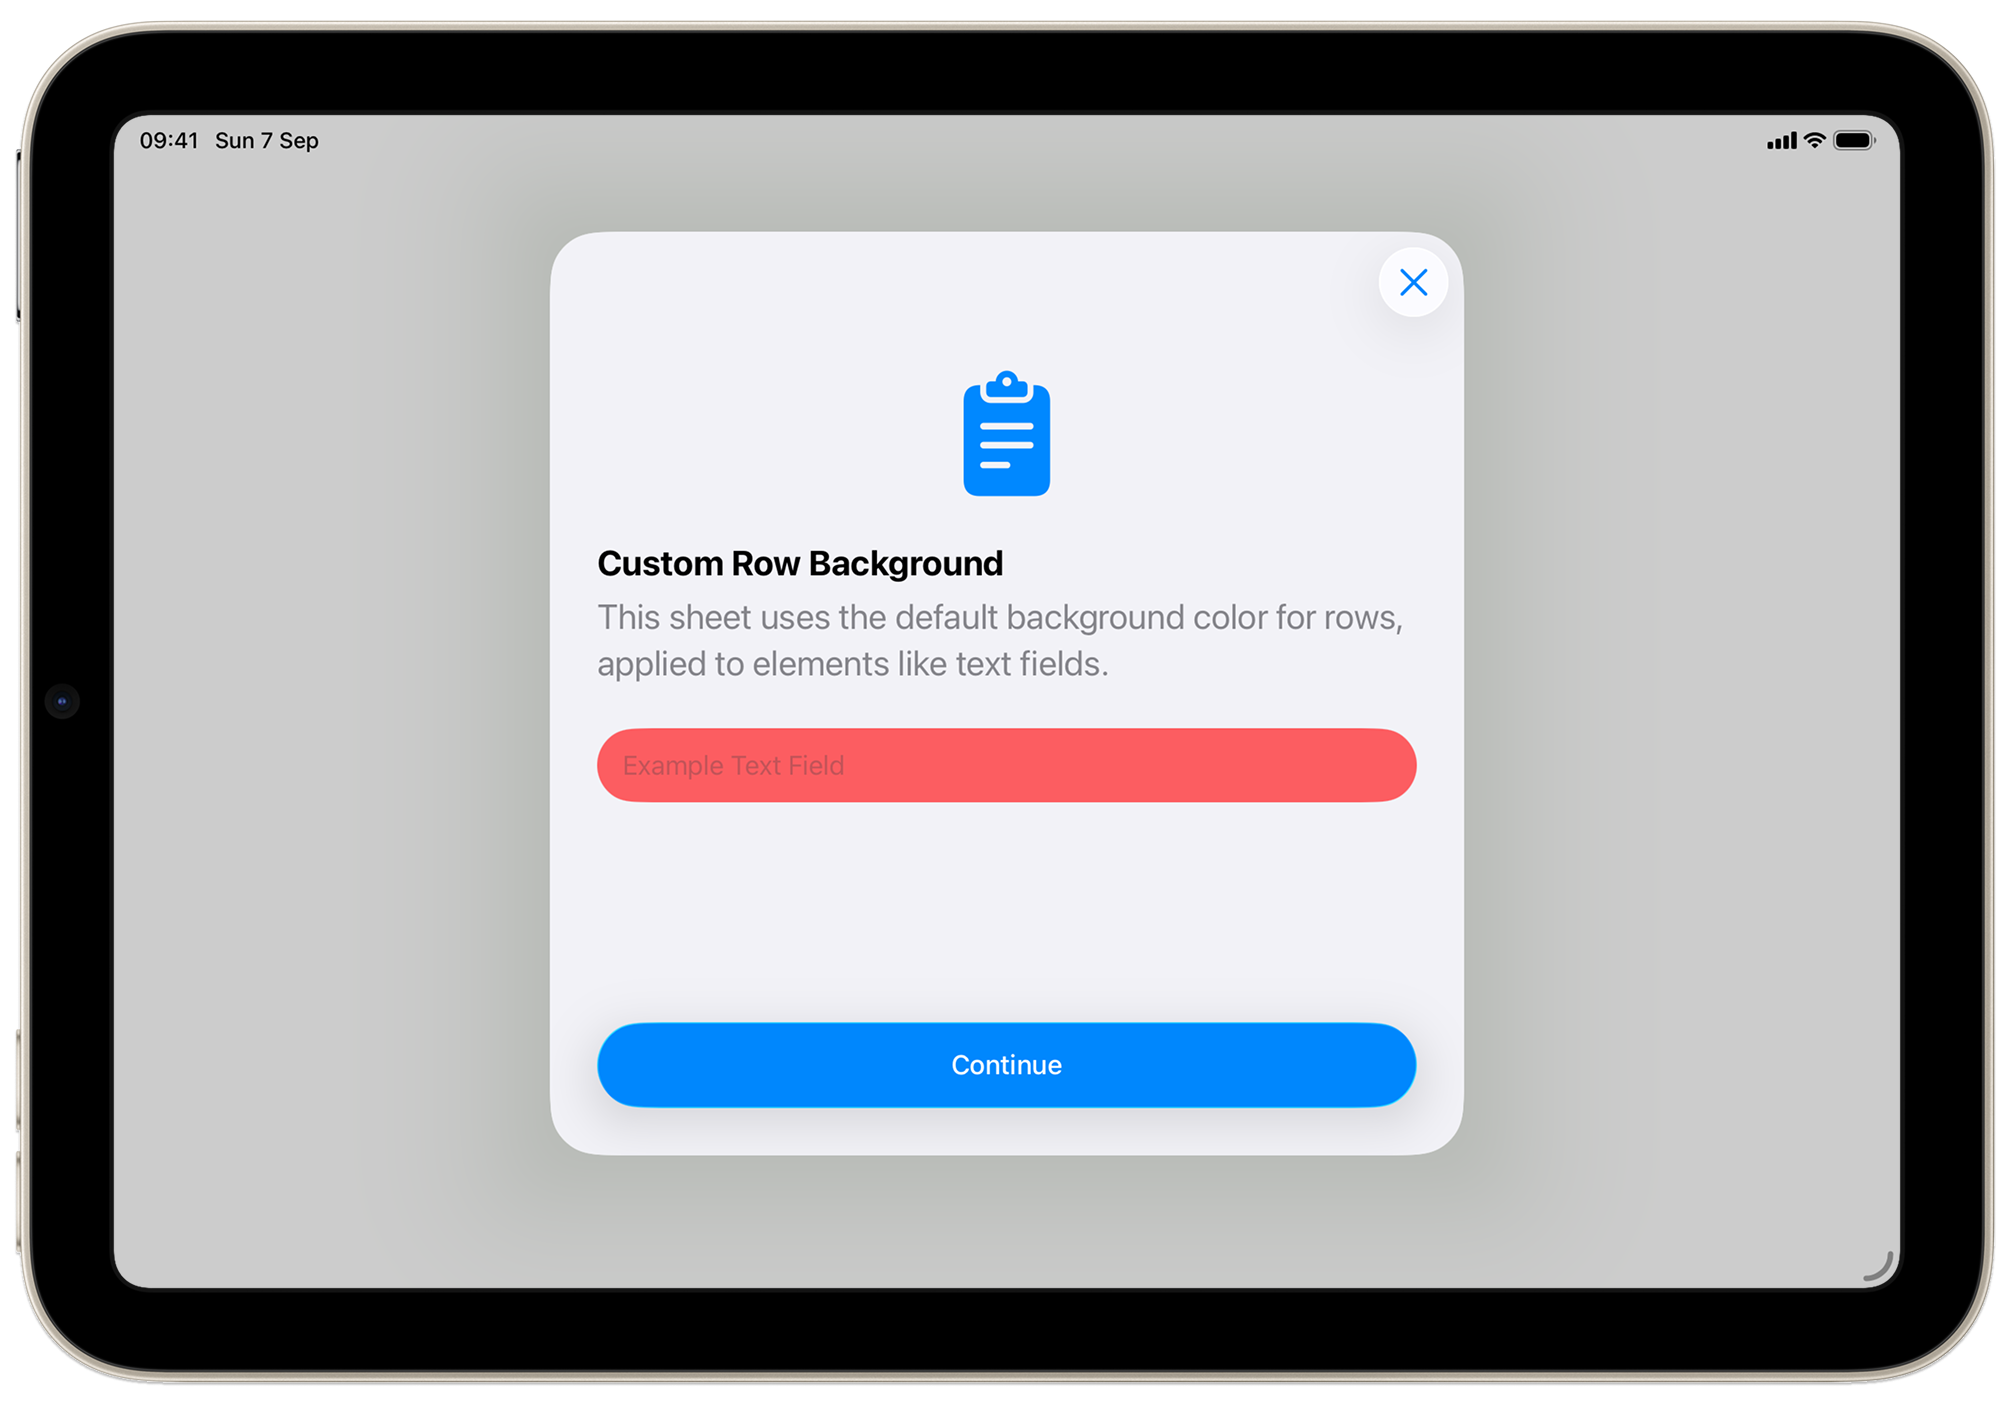 09:41 Sun 7 Sep
Custom Row Background
This sheet uses the default background color for rows,
applied to elements like text fields.
Example Text Field
Continue